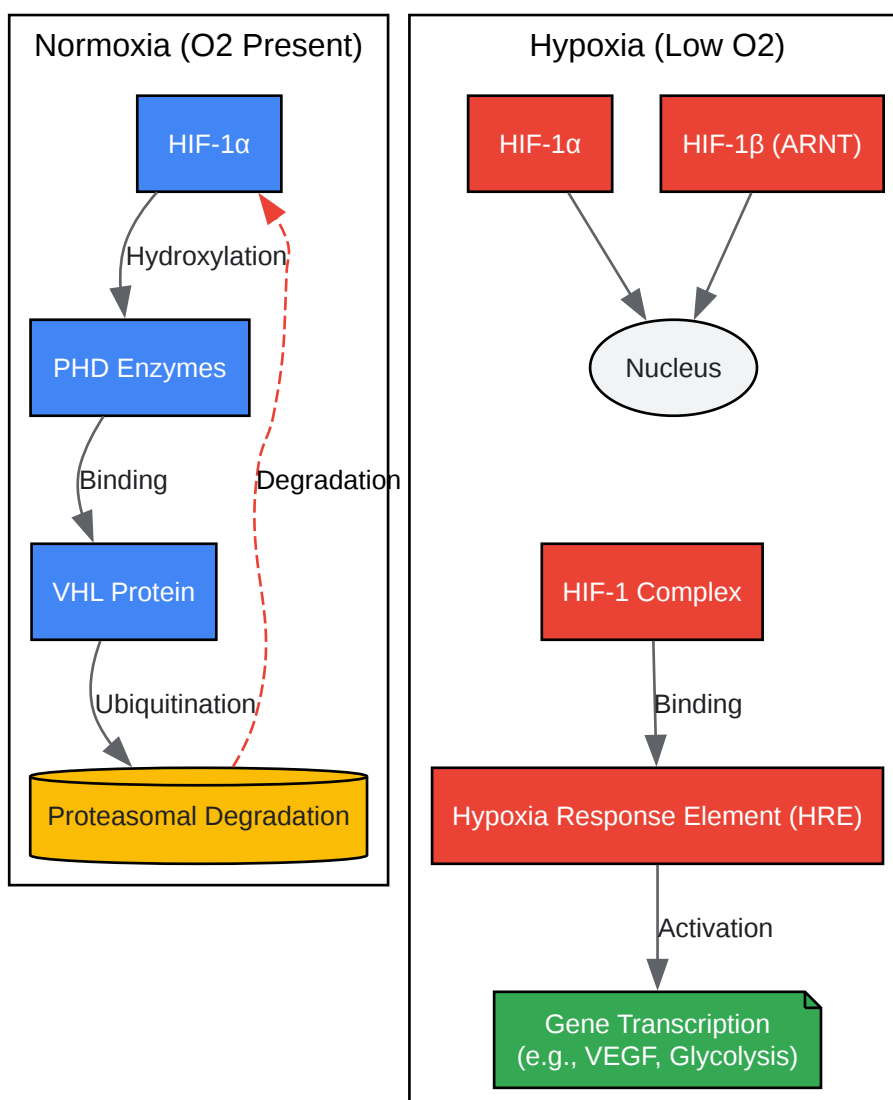 Normoxia (O2 Present)
HIF-1α
Hydroxylation
PHD Enzymes
Binding
Degradation
VHL Protein
Ubiquitination
Proteasomal Degradation
Hypoxia (Low O2)
HIF-1α
HIF-1β (ARNT)
Nucleus
HIF-1 Complex
Binding
Hypoxia Response Element (HRE)
Activation
Gene Transcription
(e.g., VEGF, Glycolysis)